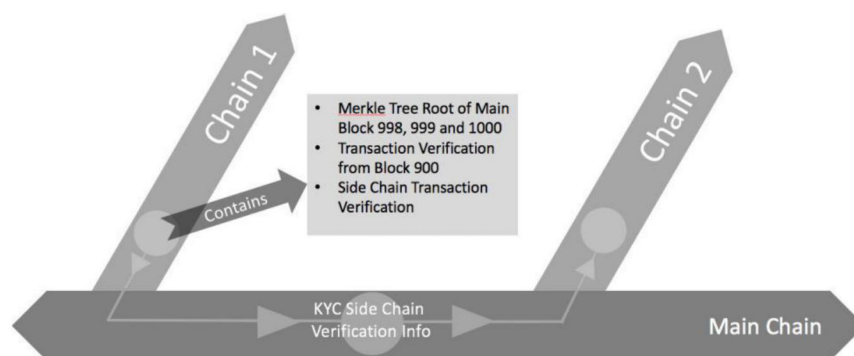 Chain 1
• Merkle Tree Root of Main
Block 998, 999 and 1000
• Transaction Verification
from Block 900
• Side Chain Transaction
Verification
Contains
Chain 2
KYC Side Chain
Verification Info
Main Chain